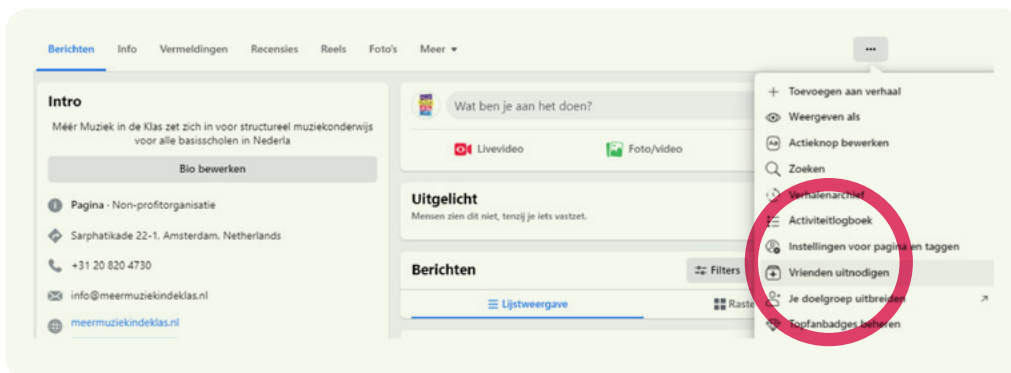 Berichten Info Vermeldingen Recensies Reels Foto's Meer
Intro
Méér Muziek in de Klas zet zich in voor structureel muziekonderwijs
voor alle basisscholen in Nederla
Bio bewerken
Pagina · Non-profitorganisatie
Sarphatikade 22-1, Amsterdam, Netherlands
+31 20 820 4730
info@meermuziekindeklas.nl
meermuziekindeklas.nl
Wat ben je aan het doen?
Livevideo Foto/video
Uitgelicht
Mensen zien dit niet, tenzij je iets vastzet.
Berichten Filters
Lijstweergave Raste
Toevoegen aan verhaal
Weergeven als
Actieknop bewerken
Zoeken
Verhalenarchief
Activiteitlogboek
Instellingen voor pagina en taggen
Vrienden uitnodigen
Je doelgroep uitbreiden
Topfanbadges beheren